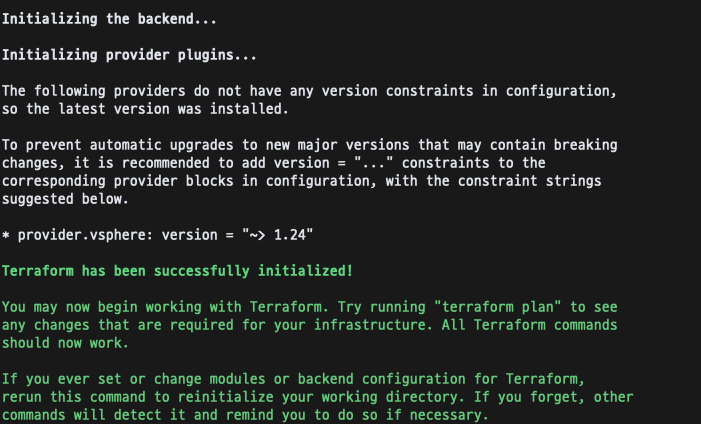 Initializing the backend...
Initializing provider plugins...
The following providers do not have any version constraints in configuration,
so the latest version was installed.
To prevent automatic upgrades to new major versions that may contain breaking
changes, it is recommended to add version = "..." constraints to the
corresponding provider blocks in configuration, with the constraint strings
suggested below.
* provider.vsphere: version = "~> 1.24"
Terraform has been successfully initialized!
You may now begin working with Terraform. Try running "terraform plan" to see
any changes that are required for your infrastructure. All Terraform commands
should now work.
If you ever set or change modules or backend configuration for Terraform,
rerun this command to reinitialize your working directory. If you forget, other
commands will detect it and remind you to do so if necessary.